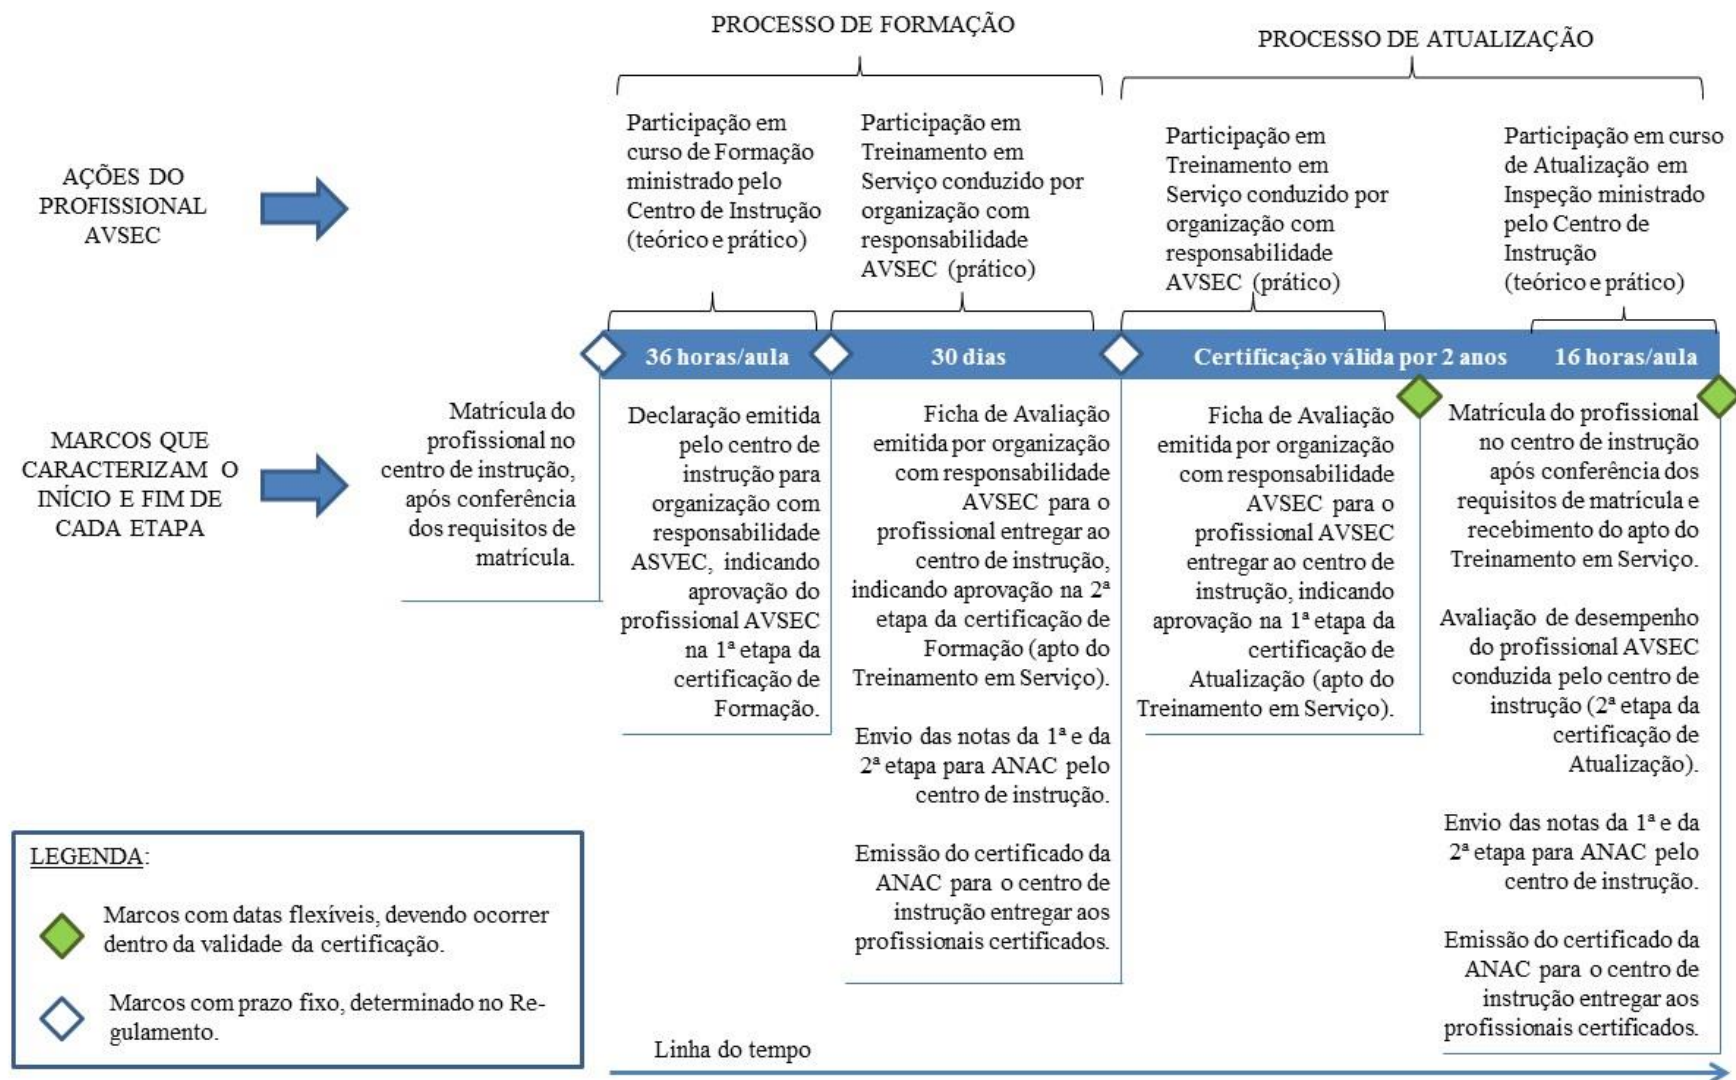 PROCESSO DE FORMAÇÃO
PROCESSO DE ATUALIZAÇÃO
AÇÕES DO
PROFISSIONAL
AVSEC
Participação em
curso de Formação
ministrado pelo
Centro de Instrução
(teórico e prático)
Participação em
Treinamento em
Serviço conduzido por
organização com
responsabilidade
AVSEC (prático)
Participação em
Treinamento em
Serviço conduzido por
organização com
responsabilidade
AVSEC (prático)
Participação em curso
de Atualização em
Inspeção ministrado
pelo Centro de
Instrução
(teórico e prático)
36 horas/aula
30 dias
Certificação válida por 2 anos
16 horas/aula
MARCOS QUE
CARACTERIZAM O
INÍCIO E FIM DE
CADA ETAPA
Matrícula do
profissional no
centro de instrução,
após conferência
dos requisitos de
matrícula.
Declaração emitida
pelo centro de
instrução para
organização com
responsabilidade
ASVEC, indicando
aprovação do
profissional AVSEC
na 1ª etapa da
certificação de
Formação.
Ficha de Avaliação
emitida por organização
com responsabilidade
AVSEC para o
profissional entregar ao
centro de instrução,
indicando aprovação na 2ª
etapa da certificação de
Formação (apto do
Treinamento em Serviço).
Envio das notas da 1ª e da
2ª etapa para ANAC pelo
centro de instrução.
Emissão do certificado da
ANAC para o centro de
instrução entregar aos
profissionais certificados.
Ficha de Avaliação
emitida por organização
com responsabilidade
AVSEC para o
profissional AVSEC
entregar ao centro de
instrução, indicando
aprovação na 1ª etapa da
certificação de
Atualização (apto do
Treinamento em Serviço).
Matrícula do profissional
no centro de instrução
após conferência dos
requisitos de matrícula e
recebimento do apto do
Treinamento em Serviço.
Avaliação de desempenho
do profissional AVSEC
conduzida pelo centro de
instrução (2ª etapa da
certificação de
Atualização).
Envio das notas da 1ª e da
2ª etapa para ANAC pelo
centro de instrução.
Emissão do certificado da
ANAC para o centro de
instrução entregar aos
profissionais certificados.
LEGENDA:
Marcos com datas flexíveis, devendo ocorrer
dentro da validade da certificação.
Marcos com prazo fixo, determinado no Re-
gulamento.
Linha do tempo